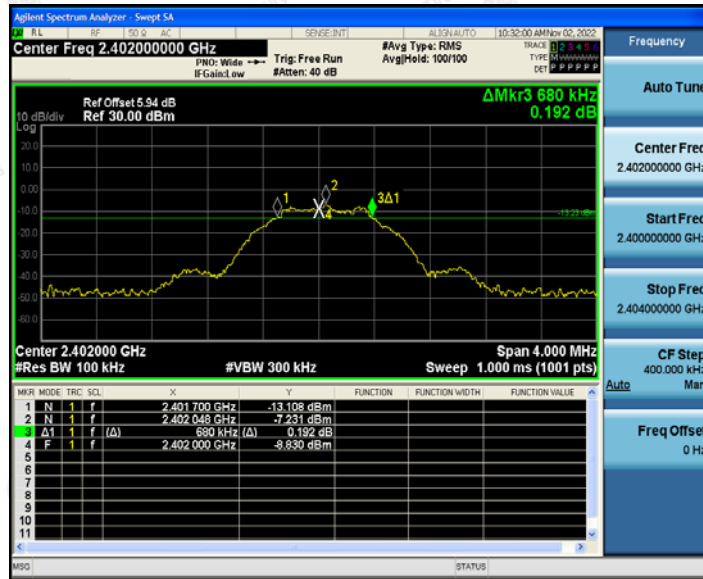 Agilent Spectrum Analyzer - Swept SA
RL RF 50 Ω AC SENSE:INT ALIGN AUTO 10:32:00 AM Nov 02, 2022
Center Freq 2.402000000 GHz
PNO: Wide
IFGain:Low
Trig: Free Run
#Atten: 40 dB
#Avg Type: RMS
Avg|Hold: 100/100
TRACE 1 2 3 4 5 6
TYPE M
DET P P P P P P
Frequency
Auto Tune
Center Freq
2.402000000 GHz
Start Freq
2.400000000 GHz
Stop Freq
2.404000000 GHz
CF Step
400.000 kHz
Auto Man
Freq Offset
0 Hz
Ref Offset 5.94 dB
10 dB/div Ref 30.00 dBm
Log
ΔMkr3 680 kHz
0.192 dB
20.0
10.0
0.00
-10.0
-20.0
-30.0
-40.0
-50.0
-60.0
1
2
3Δ1
4
-13.23 dBm
Center 2.402000 GHz Span 4.000 MHz
#Res BW 100 kHz #VBW 300 kHz Sweep 1.000 ms (1001 pts)
MKR MODE TRC SCL X Y FUNCTION FUNCTION WIDTH FUNCTION VALUE
1 N 1 f 2.401 700 GHz -13.108 dBm
2 N 1 f 2.402 048 GHz -7.231 dBm
3 Δ1 1 f (Δ) 680 kHz (Δ) 0.192 dB
4 F 1 f 2.402 000 GHz -8.830 dBm
5
6
7
8
9
10
11
MSG STATUS